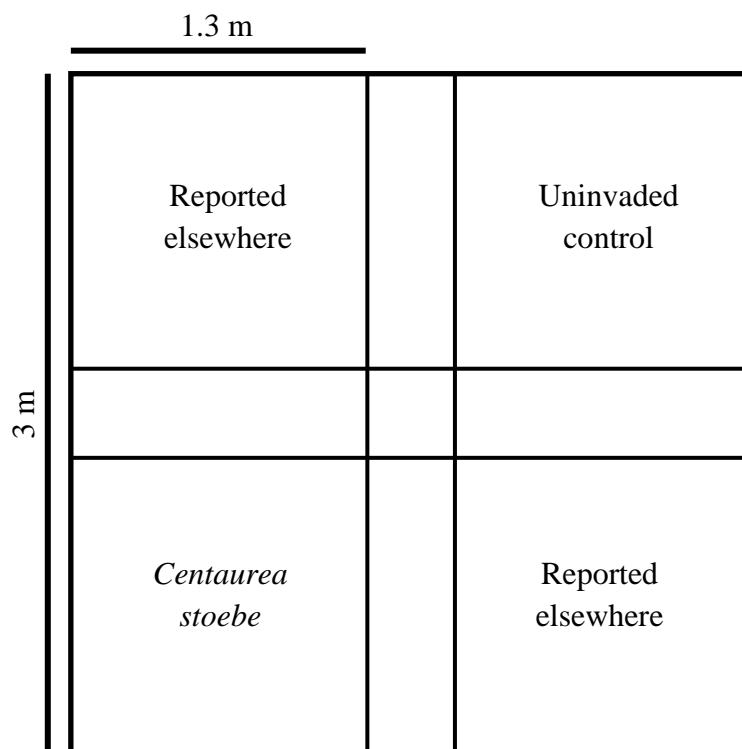 1.3 m
Reported
elsewhere
Uninvaded
control
3 m
Centaurea
stoebe
Reported
elsewhere